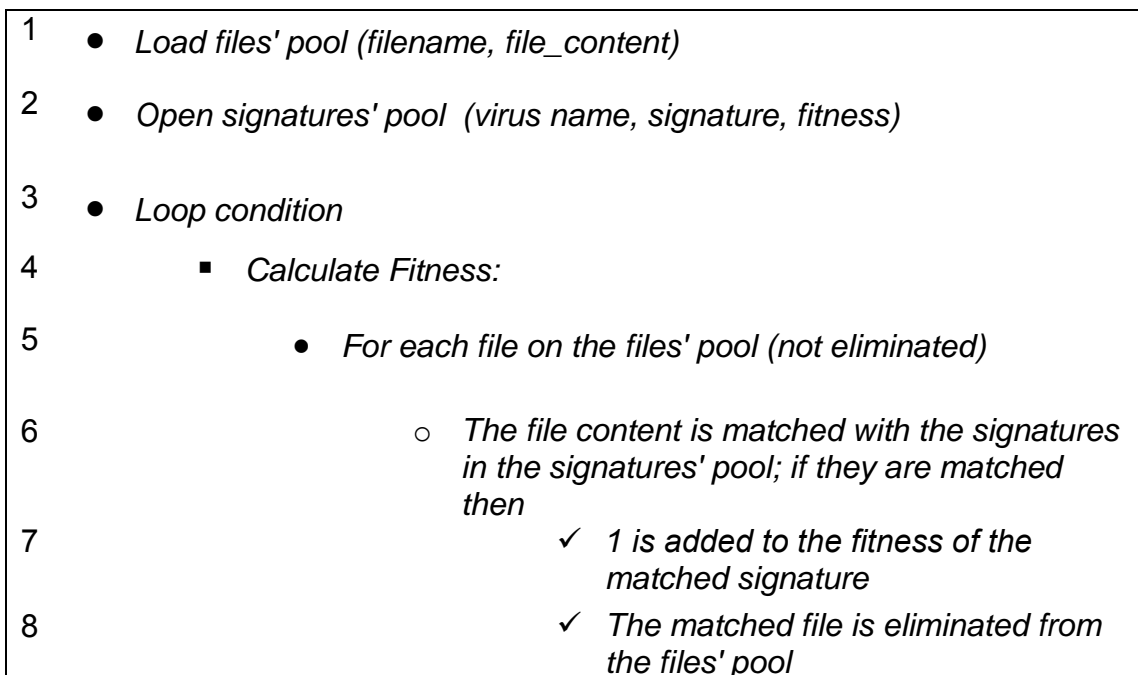 1 ● Load files' pool (filename, file_content)
2 ● Open signatures' pool (virus name, signature, fitness)
3 ● Loop condition
4 ▪ Calculate Fitness:
5 ● For each file on the files' pool (not eliminated)
6 ○ The file content is matched with the signatures
in the signatures' pool; if they are matched
then
7 ✓ 1 is added to the fitness of the
matched signature
8 ✓ The matched file is eliminated from
the files' pool